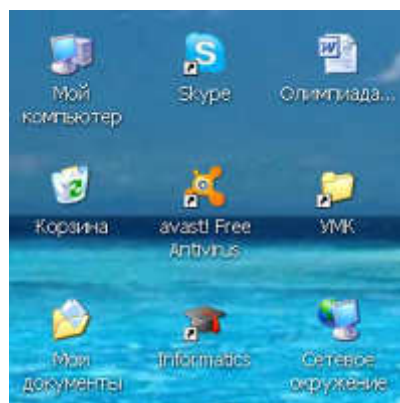 Мой
компьютер
Skype
Олимпиада...
Корзина
avast! Free
Antivirus
УМК
Мои
документы
Informatics
Сетевое
окружение